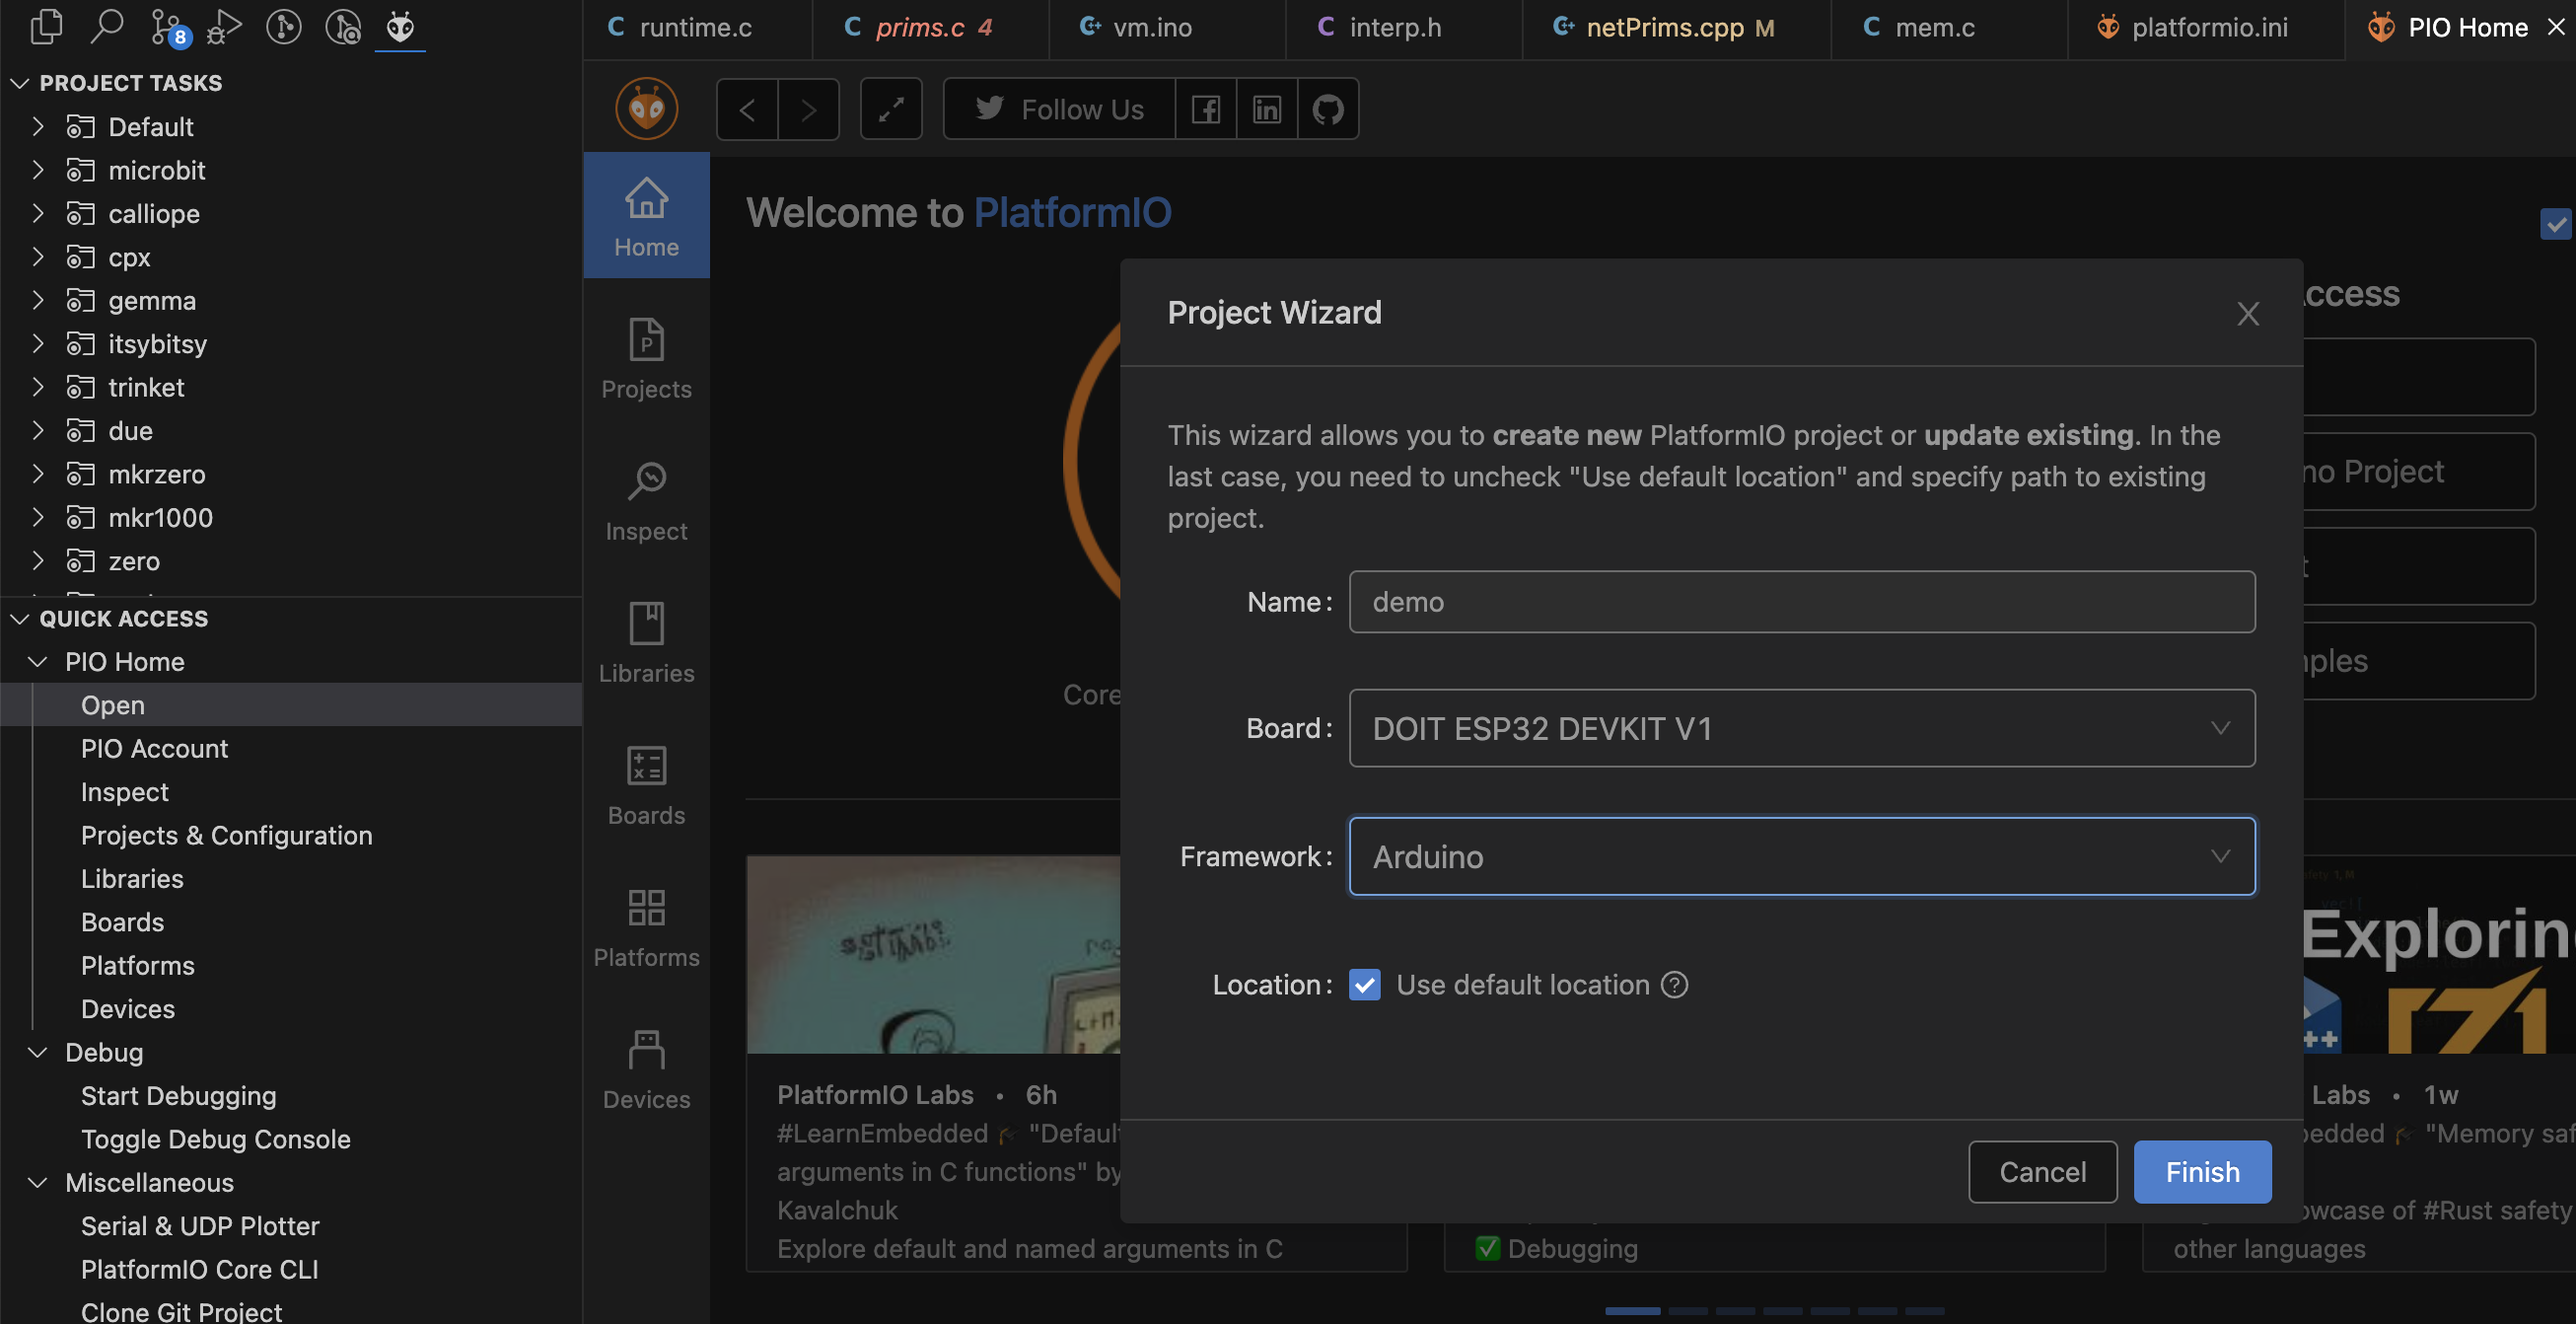 8
PROJECT TASKS
Default
microbit
calliope
cpx
gemma
itsybitsy
trinket
due
mkrzero
mkr1000
zero
QUICK ACCESS
PIO Home
Open
PIO Account
Inspect
Projects & Configuration
Libraries
Boards
Platforms
Devices
Debug
Start Debugging
Toggle Debug Console
Miscellaneous
Serial & UDP Plotter
PlatformIO Core CLI
Clone Git Project
C runtime.c
C prims.c 4
vm.ino
C interp.h
netPrims.cpp M
C mem.c
platformio.ini
PIO Home
Follow Us
Home
Projects
Inspect
Libraries
Boards
Platforms
Devices
Welcome to PlatformIO
ccess
no Project
t
ples
Core
Project Wizard
This wizard allows you to create new PlatformIO project or update existing. In the
last case, you need to uncheck "Use default location" and specify path to existing
project.
Name: demo
Board: DOIT ESP32 DEVKIT V1
Framework: Arduino
Location: Use default location
Cancel
Finish
PlatformIO Labs • 6h
#LearnEmbedded "Defaul
arguments in C functions" by
Kavalchuk
Explore default and named arguments in C
Debugging
Exploring
++
Labs • 1w
bedded "Memory saf
owcase of #Rust safety
other languages